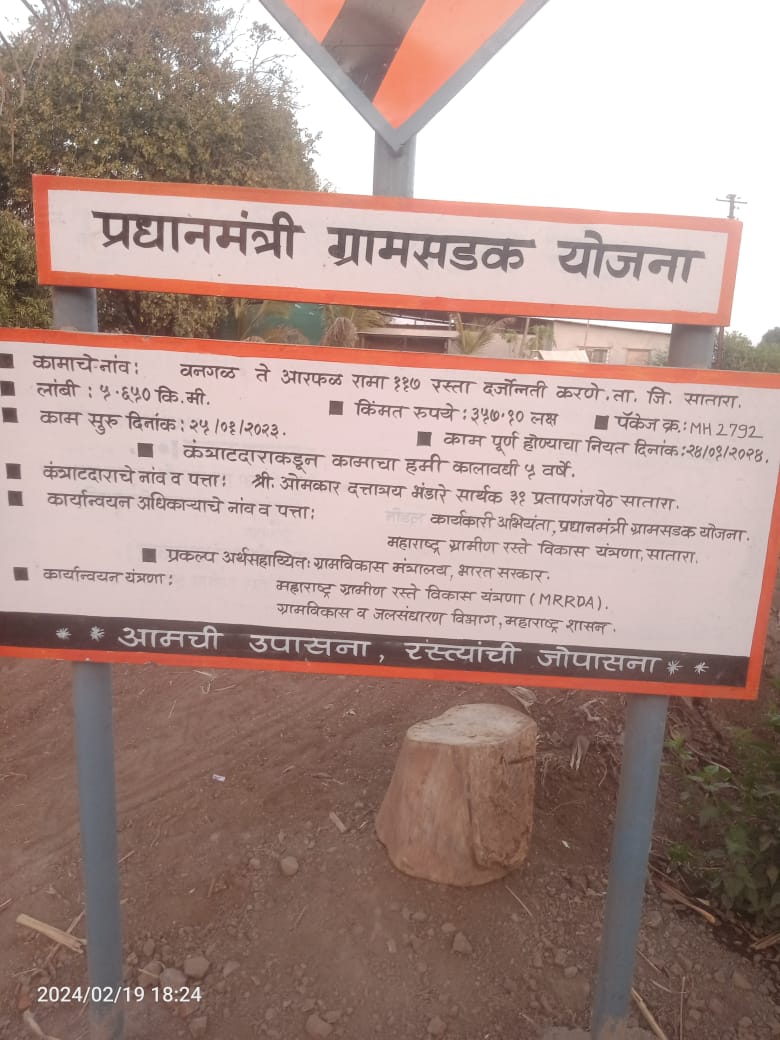 प्रधानमंत्री ग्रामसडक योजना
कामाचे नांव: वनगळ ते आरफळ रामा ११७ रस्ता दर्जोन्नती करणे. ता. जि. सातारा.
लांबी: ५.६५० कि.मी. किंमत रुपये: ३५७.१० लक्ष पॅकेज क्र.: MH 2792
काम सुरु दिनांक: २५/०१/२०२३. काम पूर्ण होण्याचा नियत दिनांक: २४/०१/२०२४.
कंत्राटदाराकडून कामाचा हमी कालावधी ५ वर्षे.
कंत्राटदाराचे नांव व पत्ता: श्री. ओमकार दत्तात्रय भंडारे सार्थक ३१ प्रतापगंजपेठ सातारा.
कार्यान्वयन अधिकाऱ्याचे नांव व पत्ता: कार्यकारी अभियंता, प्रधानमंत्री ग्रामसडक योजना.
महाराष्ट्र ग्रामीण रस्ते विकास यंत्रणा, सातारा.
प्रकल्प अर्थसहाय्यित: ग्रामविकास मंत्रालय, भारत सरकार.
कार्यान्वयन यंत्रणा: महाराष्ट्र ग्रामीण रस्ते विकास यंत्रणा (MRRDA).
ग्रामविकास व जलसंधारण विभाग, महाराष्ट्र शासन.
** आमची उपासना, रस्त्यांची जोपासना **
2024/02/19 18:24